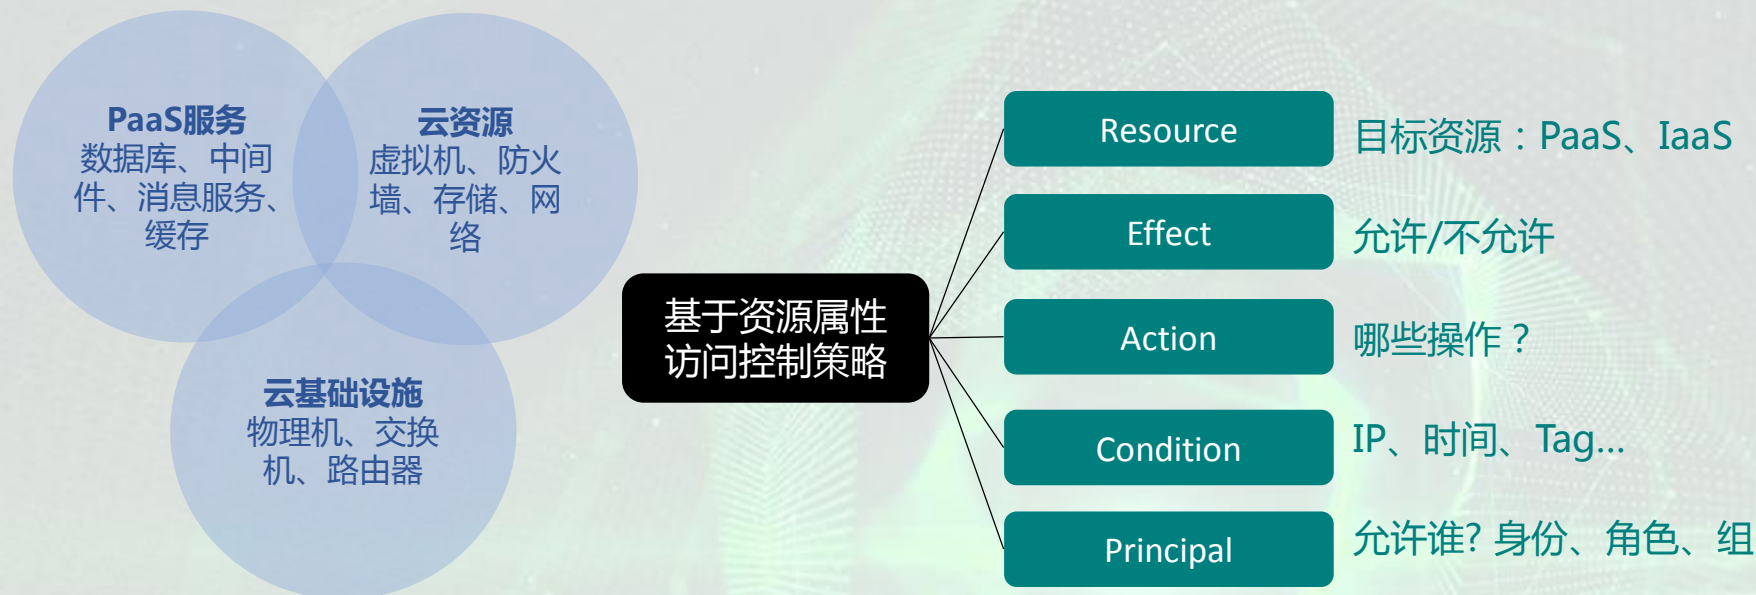 PaaS服务
数据库、中间
件、消息服务、
缓存
云资源
虚拟机、防火
墙、存储、网
络
云基础设施
物理机、交换
机、路由器
基于资源属性
访问控制策略
Resource
目标资源：PaaS、IaaS
Effect
允许/不允许
Action
哪些操作？
Condition
IP、时间、Tag...
Principal
允许谁? 身份、角色、组